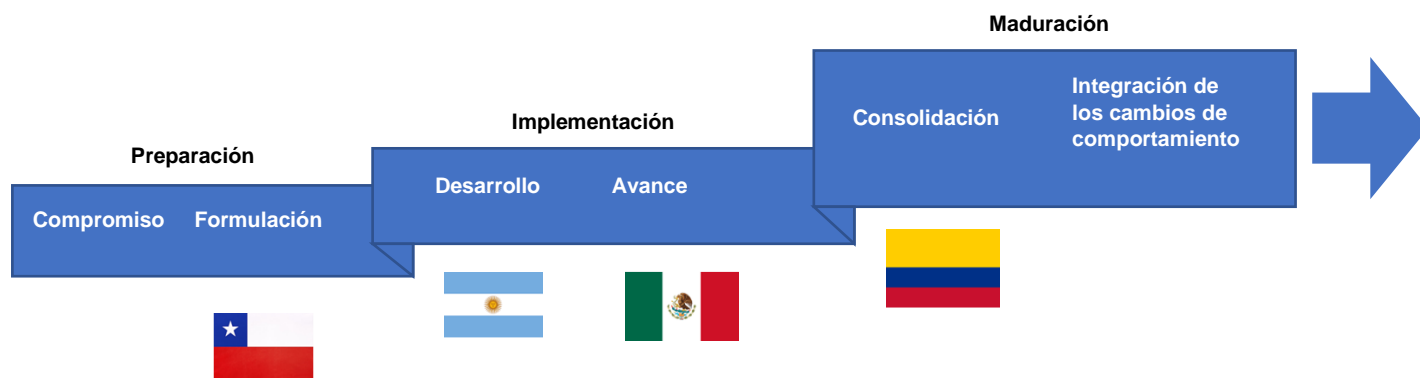 Preparación
Compromiso
Formulación
Implementación
Desarrollo
Avance
Maduración
Consolidación
Integración de
los cambios de
comportamiento